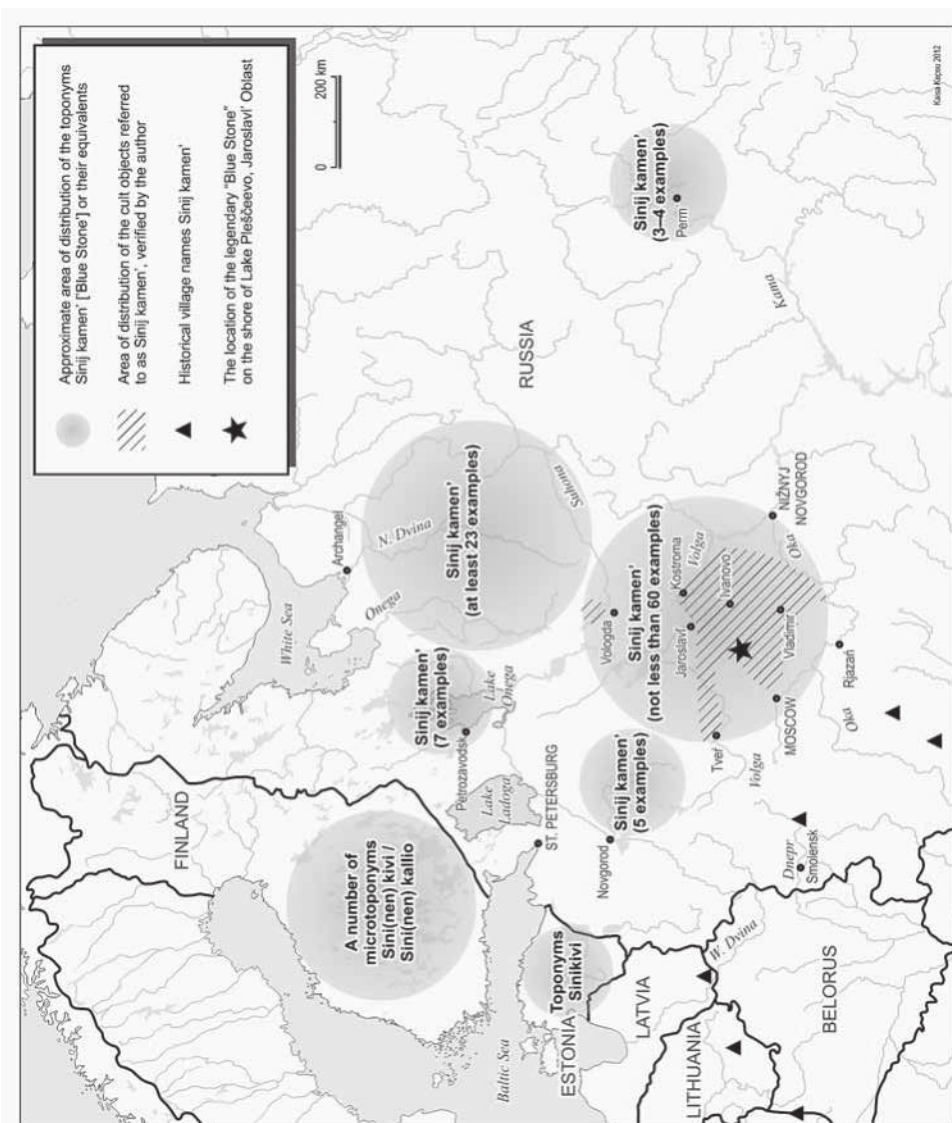 Approximate area of distribution of the toponyms
Sinij kamen' ['Blue Stone'] or their equivalents
Area of distribution of the cult objects referred
to as Sinij kamen', verified by the author
Historical village names Sinij kamen'
The location of the legendary "Blue Stone"
on the shore of Lake Pleščeevo, Jaroslavl' Oblast
0
200 km
FINLAND
White Sea
Archangel
Onega
N. Dvina
Sinij kamen'
(at least 23 examples)
Suhona
RUSSIA
A number of
microtoponyms
Sini(nen) kivi /
Sini(nen) kallio
Sinij kamen'
(7 examples)
Petrozavodsk
Lake
Onega
Lake
Ladoga
ST. PETERSBURG
Baltic Sea
Toponyms
Sinikivi
ESTONIA
Novgorod
Sinij kamen'
(5 examples)
Vologda
Sinij kamen'
(not less than 60 examples)
Jaroslavl'
Kostroma
Volga
Ivanovo
Tver'
Vladimir
MOSCOW
Oka
NIŽNYJ
NOVGOROD
Volga
Rjazań
Oka
Sinij kamen'
(3–4 examples)
Perm
Kama
LATVIA
W. Dvina
LITHUANIA
BELORUS
Dnepr
Smolensk
Kaisa Kepsu 2012